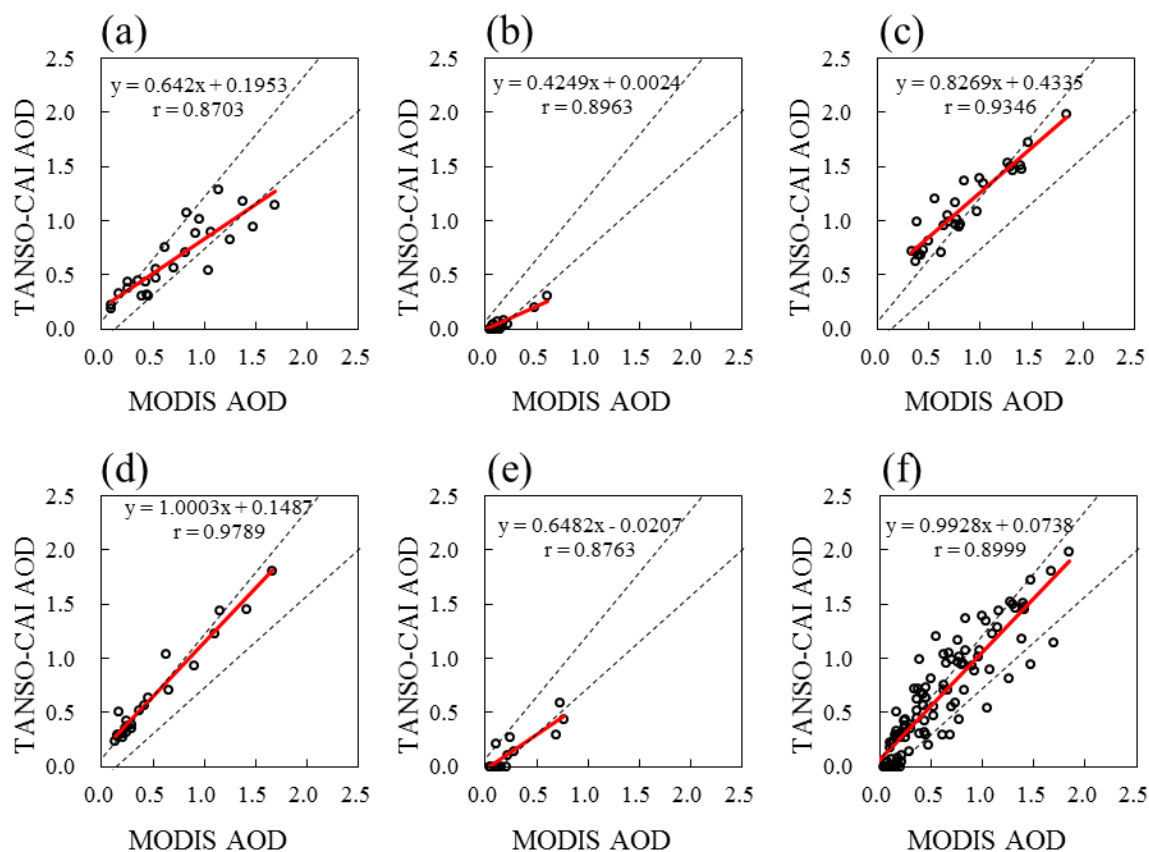 (a)
y = 0.642x + 0.1953
r = 0.8703
TANSO-CAI AOD
2.5
2.0
1.5
1.0
0.5
0.0
0.0 0.5 1.0 1.5 2.0 2.5
MODIS AOD
(b)
y = 0.4249x + 0.0024
r = 0.8963
TANSO-CAI AOD
2.5
2.0
1.5
1.0
0.5
0.0
0.0 0.5 1.0 1.5 2.0 2.5
MODIS AOD
(c)
y = 0.8269x + 0.4335
r = 0.9346
TANSO-CAI AOD
2.5
2.0
1.5
1.0
0.5
0.0
0.0 0.5 1.0 1.5 2.0 2.5
MODIS AOD
(d)
y = 1.0003x + 0.1487
r = 0.9789
TANSO-CAI AOD
2.5
2.0
1.5
1.0
0.5
0.0
0.0 0.5 1.0 1.5 2.0 2.5
MODIS AOD
(e)
y = 0.6482x - 0.0207
r = 0.8763
TANSO-CAI AOD
2.5
2.0
1.5
1.0
0.5
0.0
0.0 0.5 1.0 1.5 2.0 2.5
MODIS AOD
(f)
y = 0.9928x + 0.0738
r = 0.8999
TANSO-CAI AOD
2.5
2.0
1.5
1.0
0.5
0.0
0.0 0.5 1.0 1.5 2.0 2.5
MODIS AOD